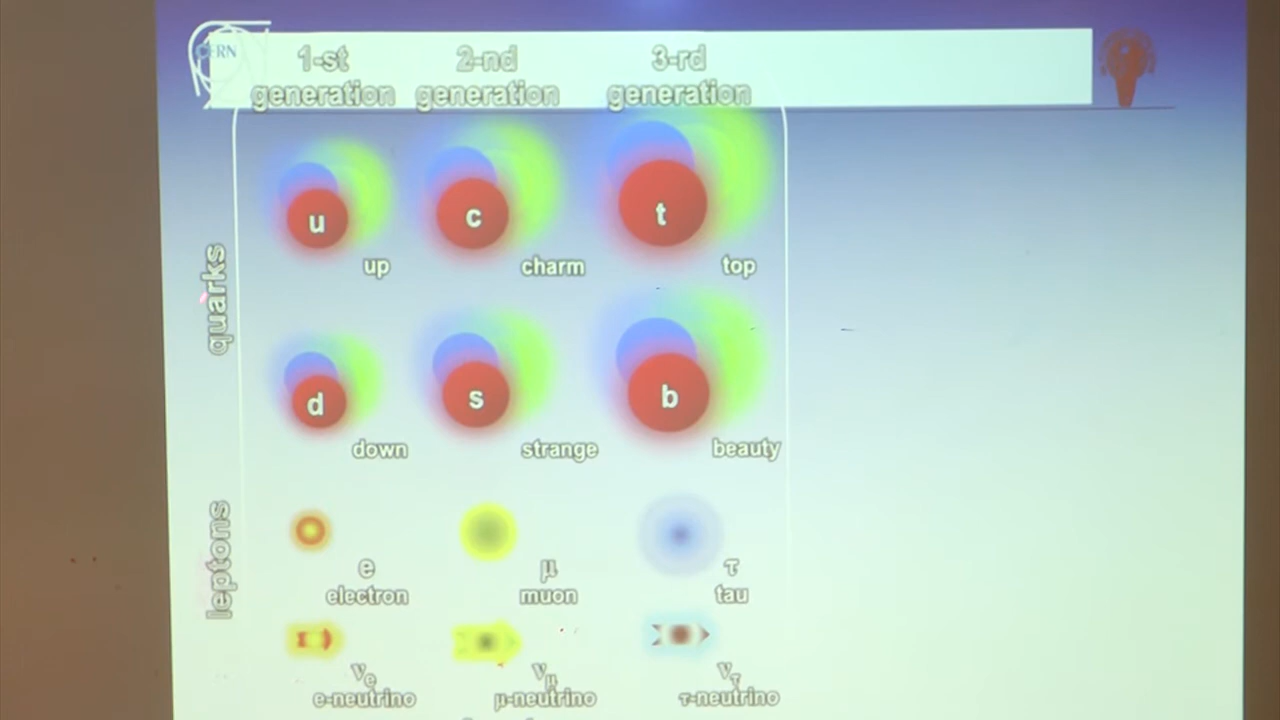 CERN
1-st
generation
2-nd
generation
3-rd
generation
quarks
u
up
c
charm
t
top
d
down
s
strange
b
beauty
leptons
e
electron
μ
muon
τ
tau
νe
e-neutrino
νμ
μ-neutrino
ντ
τ-neutrino